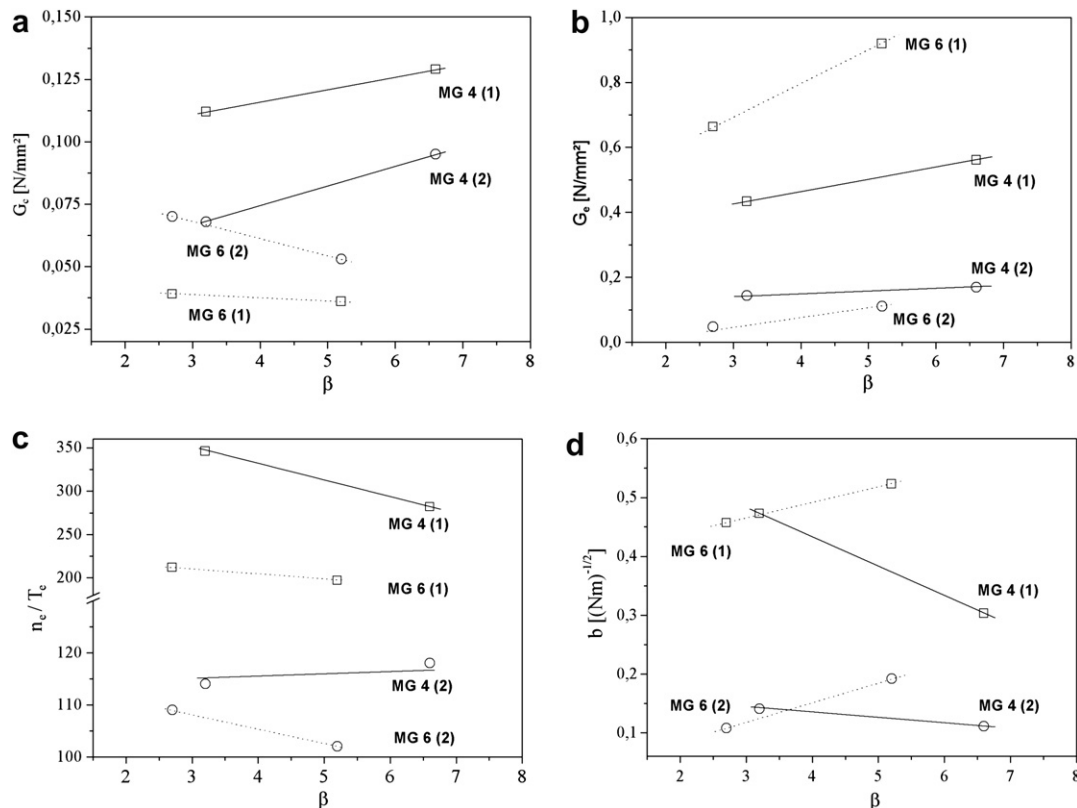 a
0,150
0,125
0,100
0,075
0,050
0,025
G_c [N/mm²]
MG 4 (1)
MG 4 (2)
MG 6 (2)
MG 6 (1)
2 3 4 5 6 7 8
β
b
1,0
0,8
0,6
0,4
0,2
0,0
G_e [N/mm²]
MG 6 (1)
MG 4 (1)
MG 4 (2)
MG 6 (2)
2 3 4 5 6 7 8
β
c
350
300
250
200
120
110
100
n_e / T_e
MG 4 (1)
MG 6 (1)
MG 4 (2)
MG 6 (2)
2 3 4 5 6 7 8
β
d
0,6
0,5
0,4
0,3
0,2
0,1
b [(Nm)^-1/2]
MG 6 (1)
MG 4 (1)
MG 6 (2)
MG 4 (2)
2 3 4 5 6 7 8
β